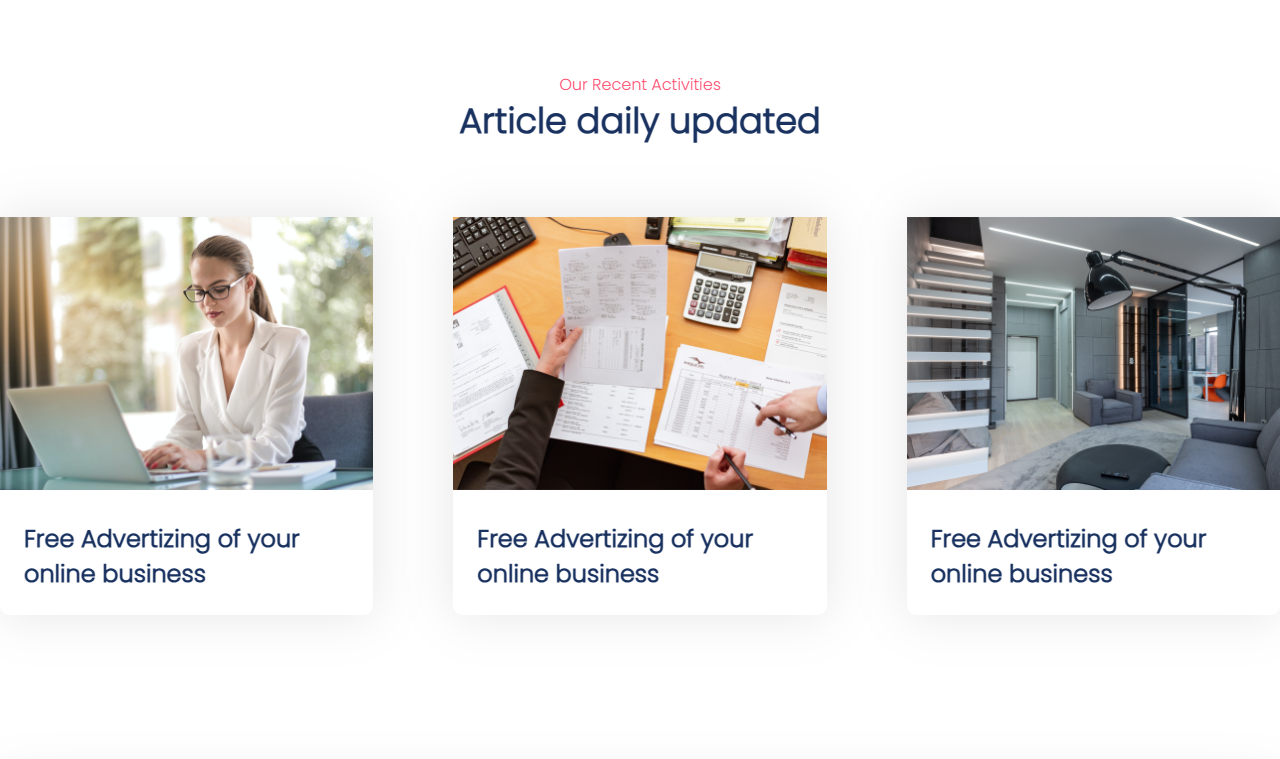 Our Recent Activities
Article daily updated
Free Advertizing of your
online business
Free Advertizing of your
online business
Free Advertizing of your
online business